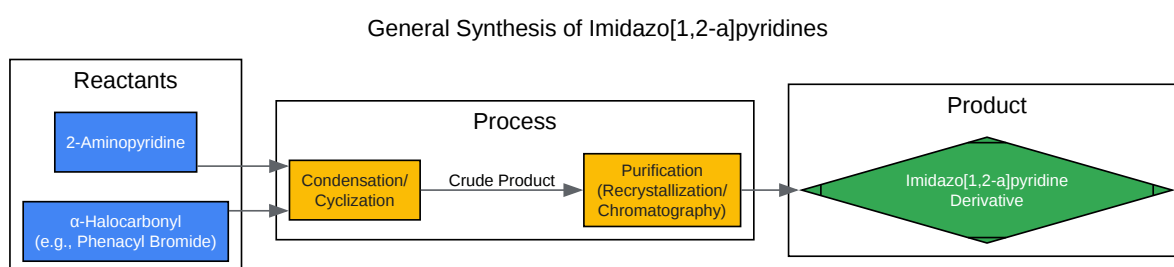 General Synthesis of Imidazo[1,2-a]pyridines
Reactants
2-Aminopyridine
α-Halocarbonyl
(e.g., Phenacyl Bromide)
Process
Condensation/
Cyclization
Crude Product
Purification
(Recrystallization/
Chromatography)
Product
Imidazo[1,2-a]pyridine
Derivative